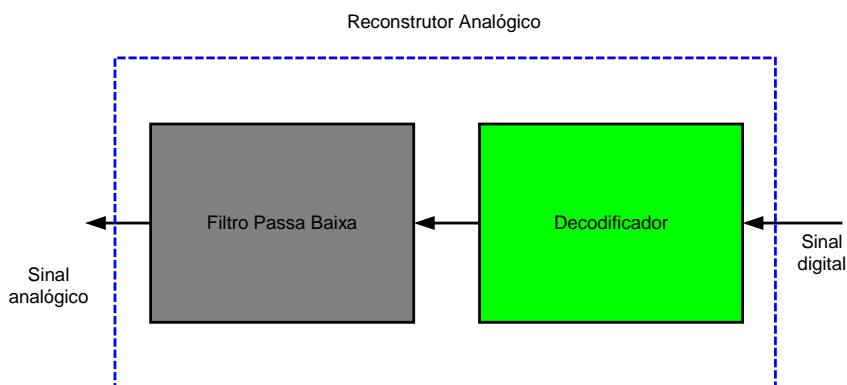 Reconstrutor Analógico
Filtro Passa Baixa
Decodificador
Sinal
digital
Sinal
analógico